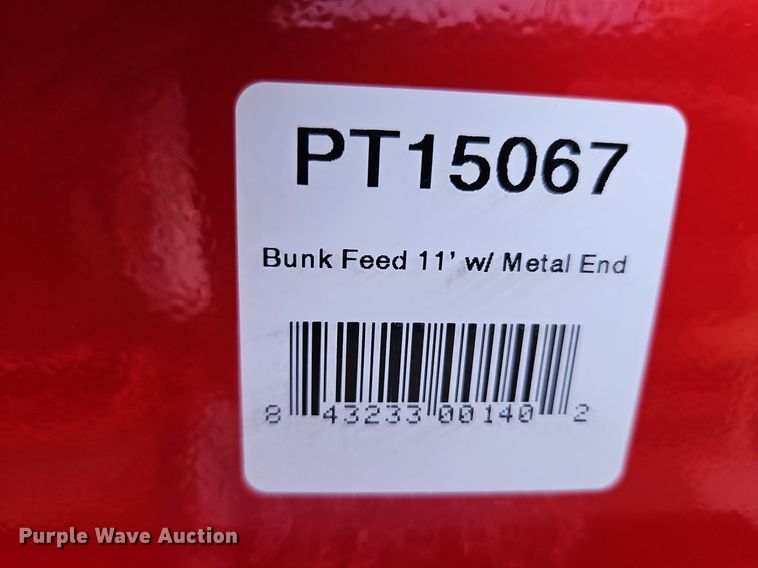 PT15067
Bunk Feed 11' w/ Metal End
8 43233 00140 2
Purple Wave Auction